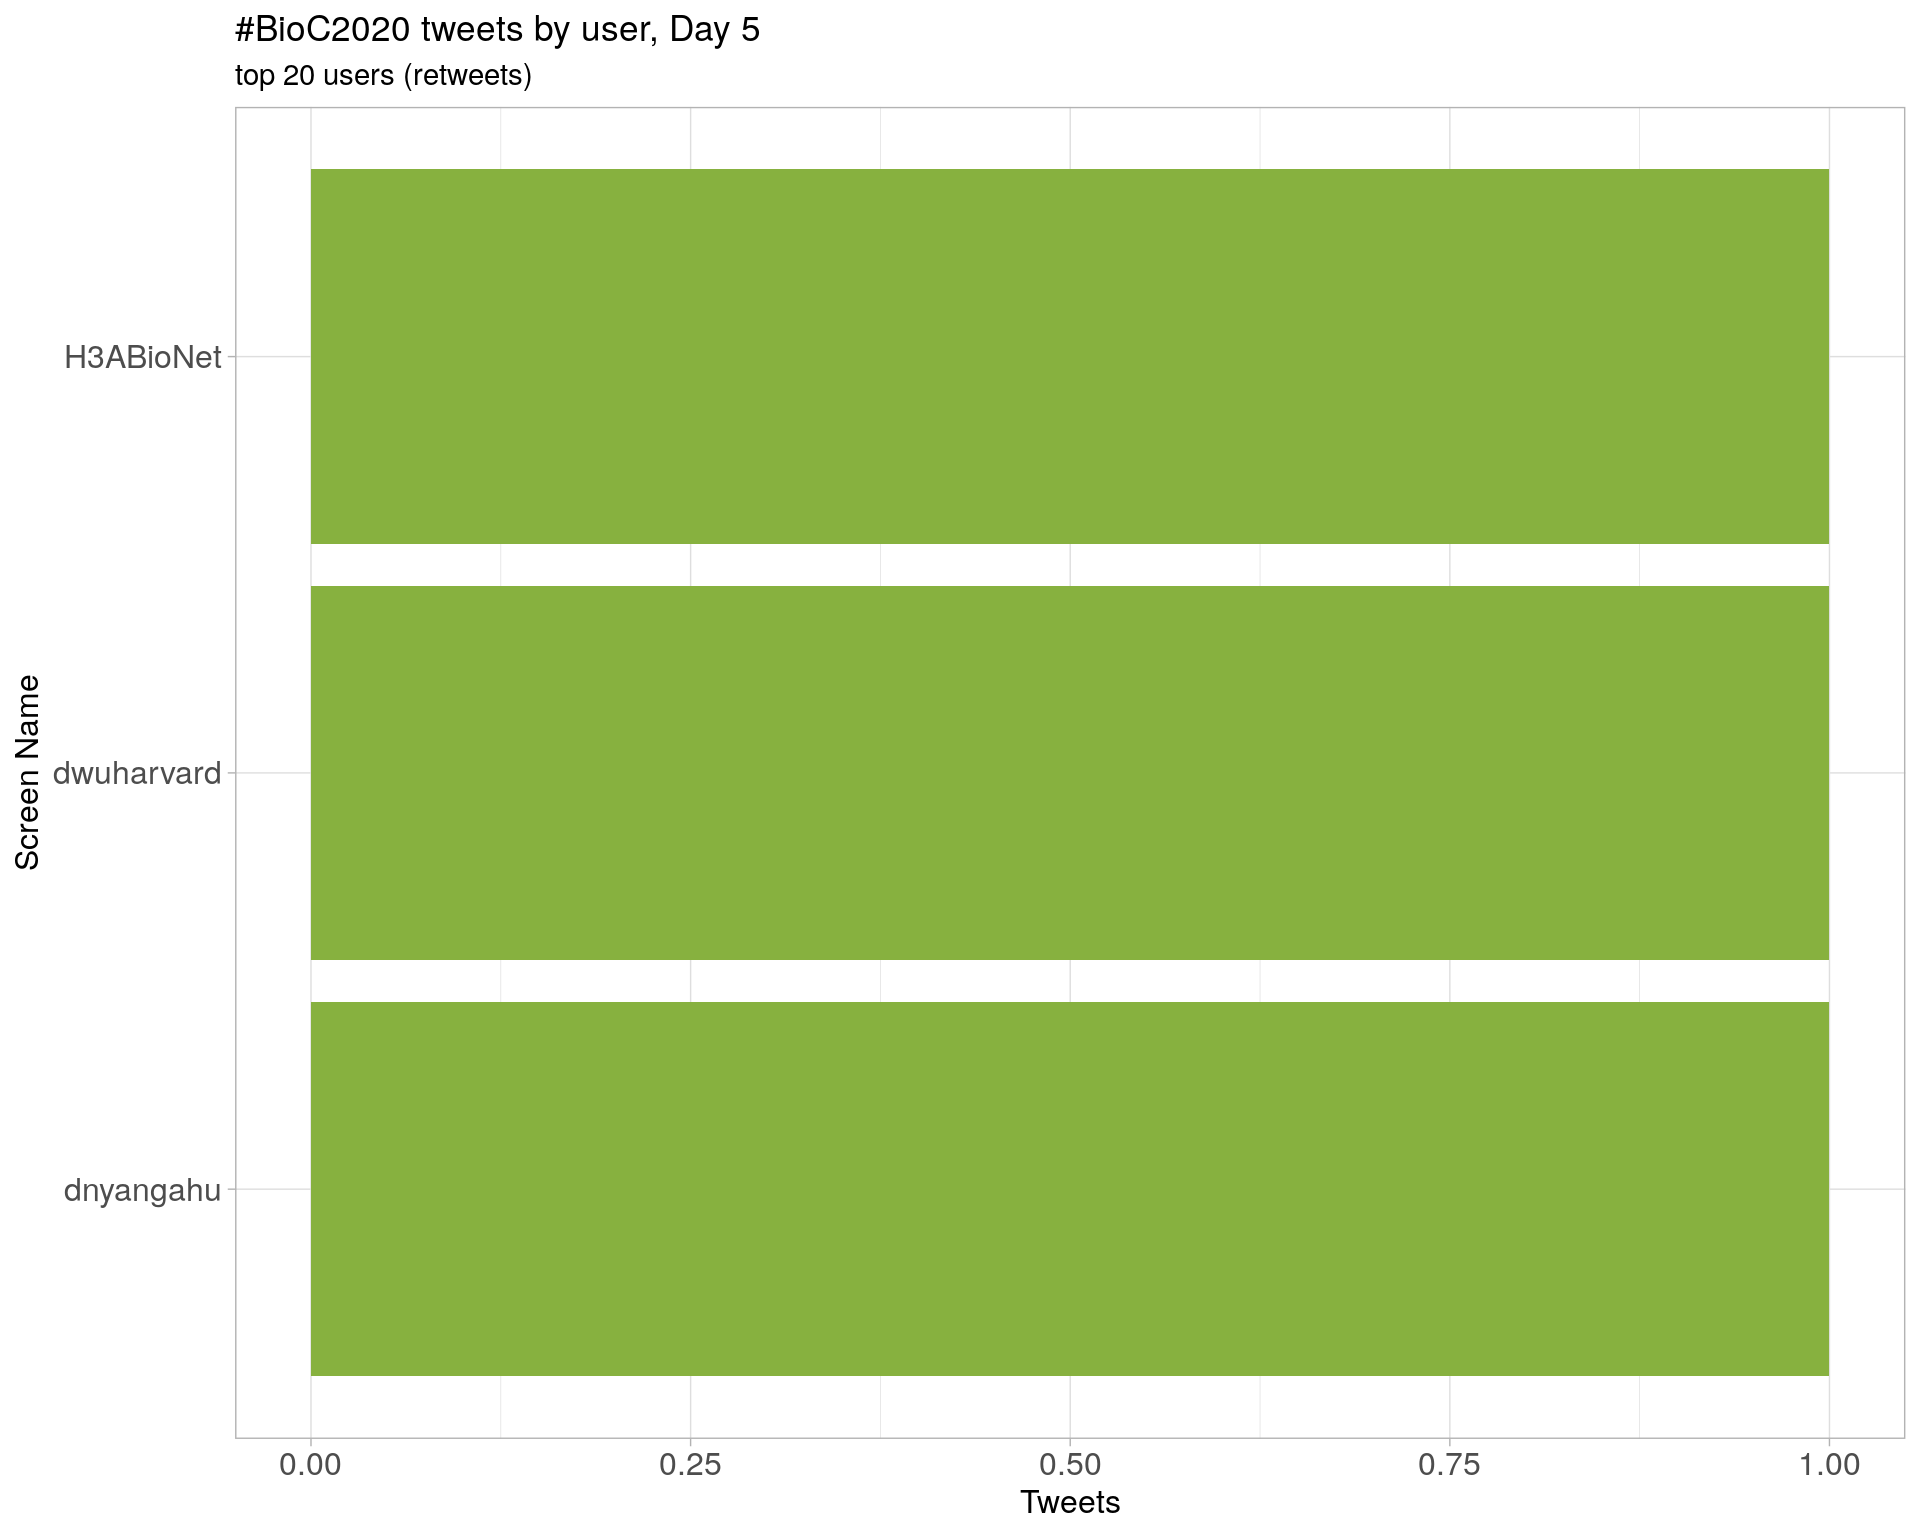 #BioC2020 tweets by user, Day 5
top 20 users (retweets)
H3ABioNet
dwuharvard
dnyangahu
Screen Name
0.00 0.25 0.50 0.75 1.00
Tweets